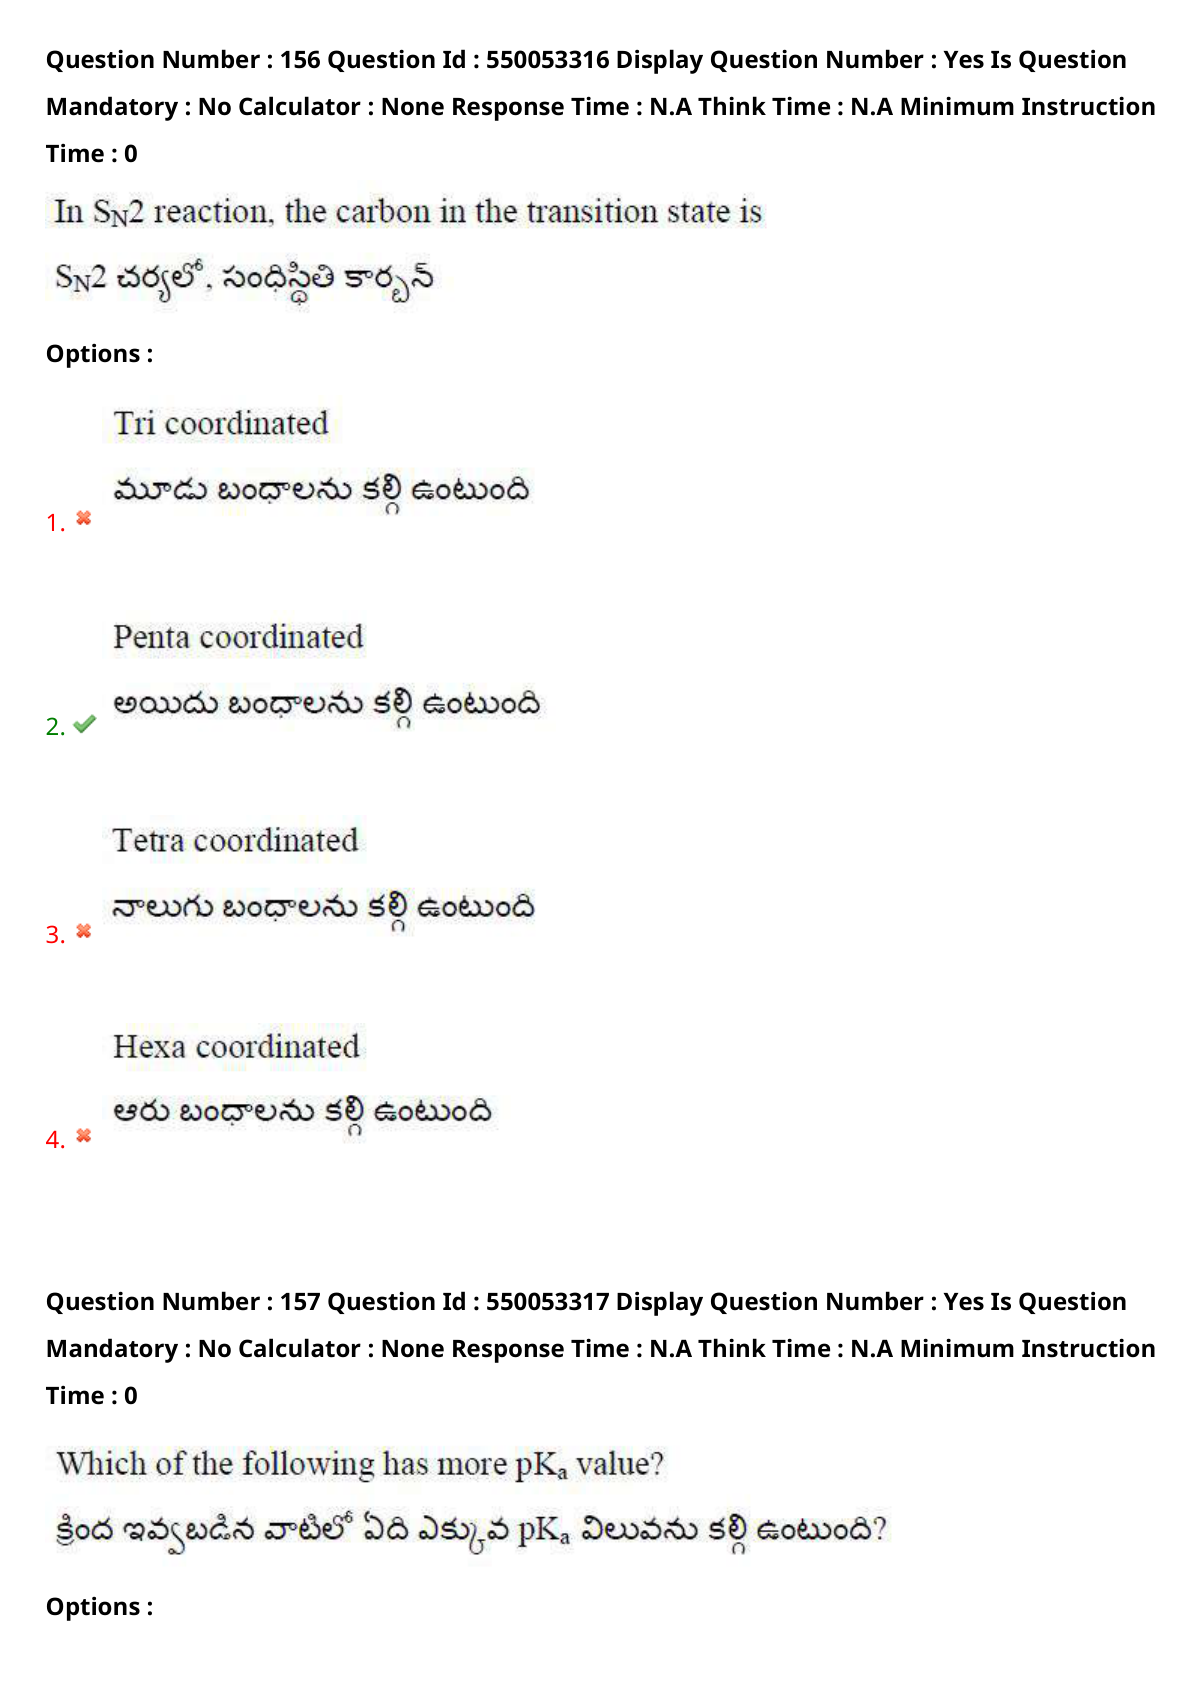 Question Number : 156 Question Id : 550053316 Display Question Number : Yes Is Question
Mandatory : No Calculator : None Response Time : N.A Think Time : N.A Minimum Instruction
Time : 0
In SN2 reaction, the carbon in the transition state is
SN2 చర్యలో, సంధిస్థితి కార్బన్
Options :
Tri coordinated
మూడు బంధాలను కల్గి ఉంటుంది
1.
Penta coordinated
అయిదు బంధాలను కల్గి ఉంటుంది
2.
Tetra coordinated
నాలుగు బంధాలను కల్గి ఉంటుంది
3.
Hexa coordinated
ఆరు బంధాలను కల్గి ఉంటుంది
4.
Question Number : 157 Question Id : 550053317 Display Question Number : Yes Is Question
Mandatory : No Calculator : None Response Time : N.A Think Time : N.A Minimum Instruction
Time : 0
Which of the following has more pKa value?
క్రింద ఇవ్వబడిన వాటిలో ఏది ఎక్కువ pKa విలువను కల్గి ఉంటుంది?
Options :